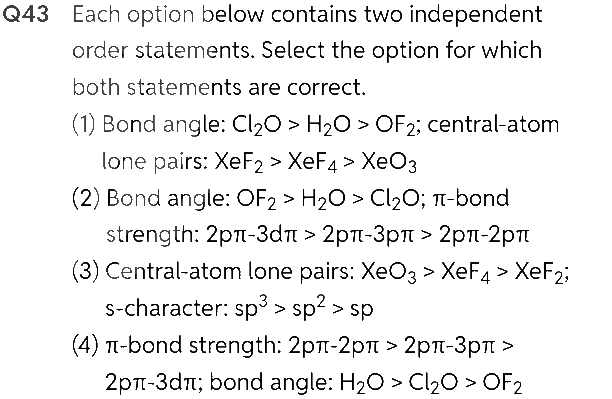 Q43 Each option below contains two independent
order statements. Select the option for which
both statements are correct.
(1) Bond angle: Cl₂O > H₂O > OF₂; central-atom
lone pairs: XeF₂ > XeF₄ > XeO₃
(2) Bond angle: OF₂ > H₂O > Cl₂O; π-bond
strength: 2pπ-3dπ > 2pπ-3pπ > 2pπ-2pπ
(3) Central-atom lone pairs: XeO₃ > XeF₄ > XeF₂;
s-character: sp³ > sp² > sp
(4) π-bond strength: 2pπ-2pπ > 2pπ-3pπ >
2pπ-3dπ; bond angle: H₂O > Cl₂O > OF₂